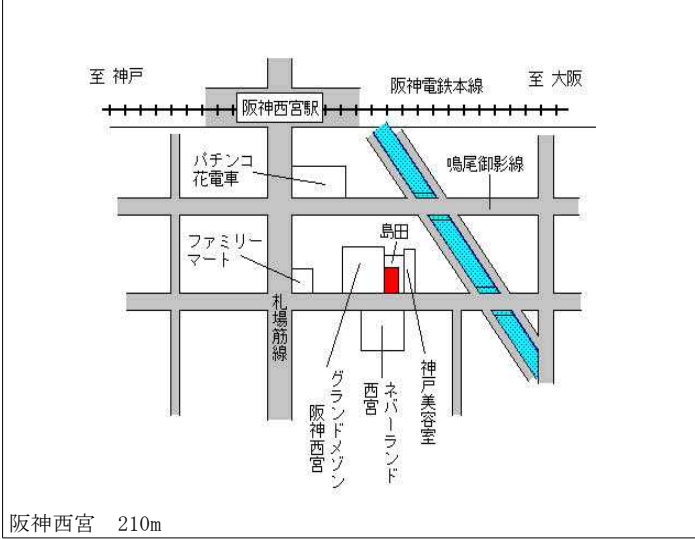 至 神戸
阪神電鉄本線
至 大阪
阪神西宮駅
パチンコ
花電車
鳴尾御影線
ファミリー
マート
島田
札場筋線
グランドメゾン
阪神西宮
ネバーランド
西宮
神戸美容室
阪神西宮 210m